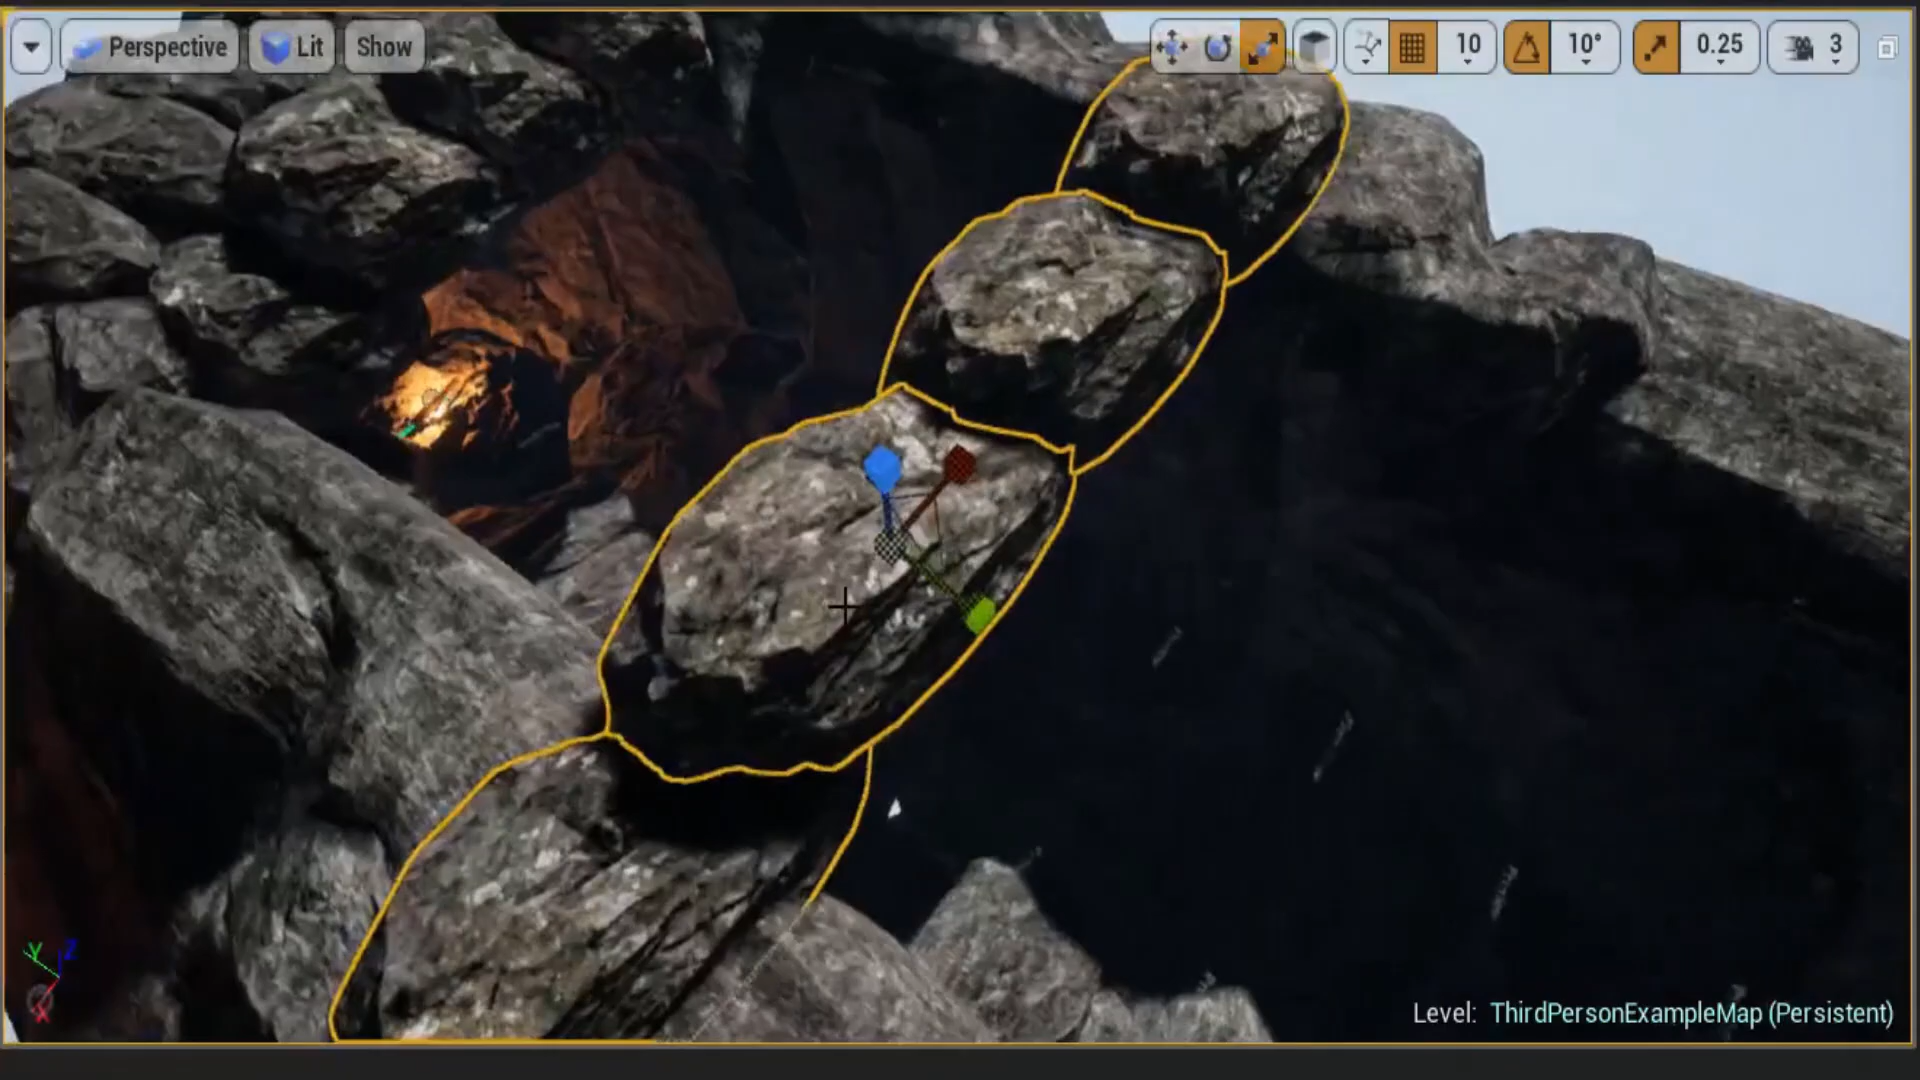 Perspective
Lit
Show
10
10°
0.25
3
Y
Z
X
Level: ThirdPersonExampleMap (Persistent)